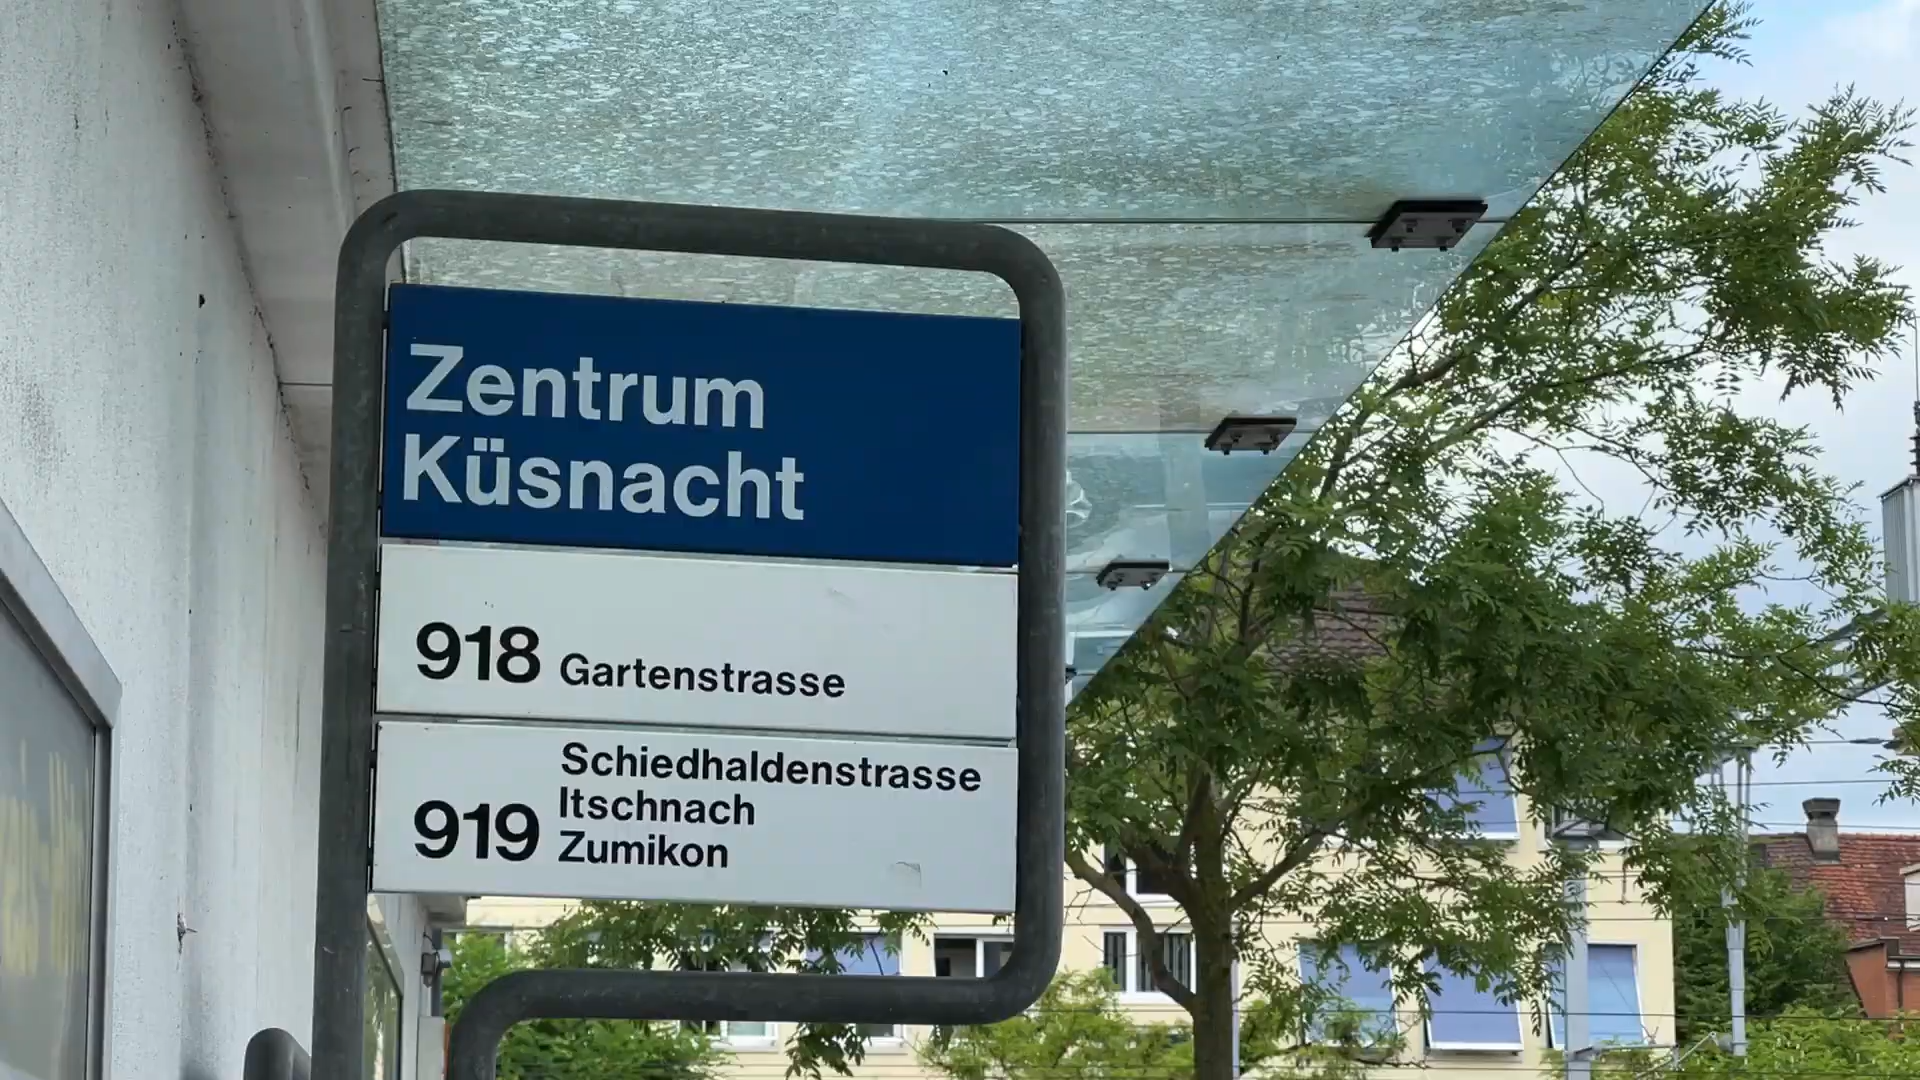 Zentrum
Küsnacht
918 Gartenstrasse
Schiedhaldenstrasse
Itschnach
919 Zumikon